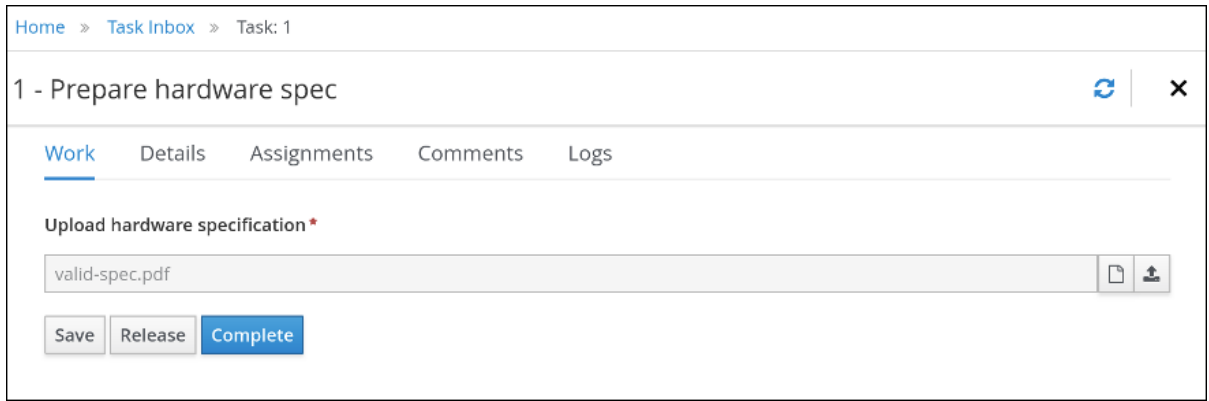 Home » Task Inbox » Task: 1
1 - Prepare hardware spec
Work Details Assignments Comments Logs
Upload hardware specification*
valid-spec.pdf
Save Release Complete